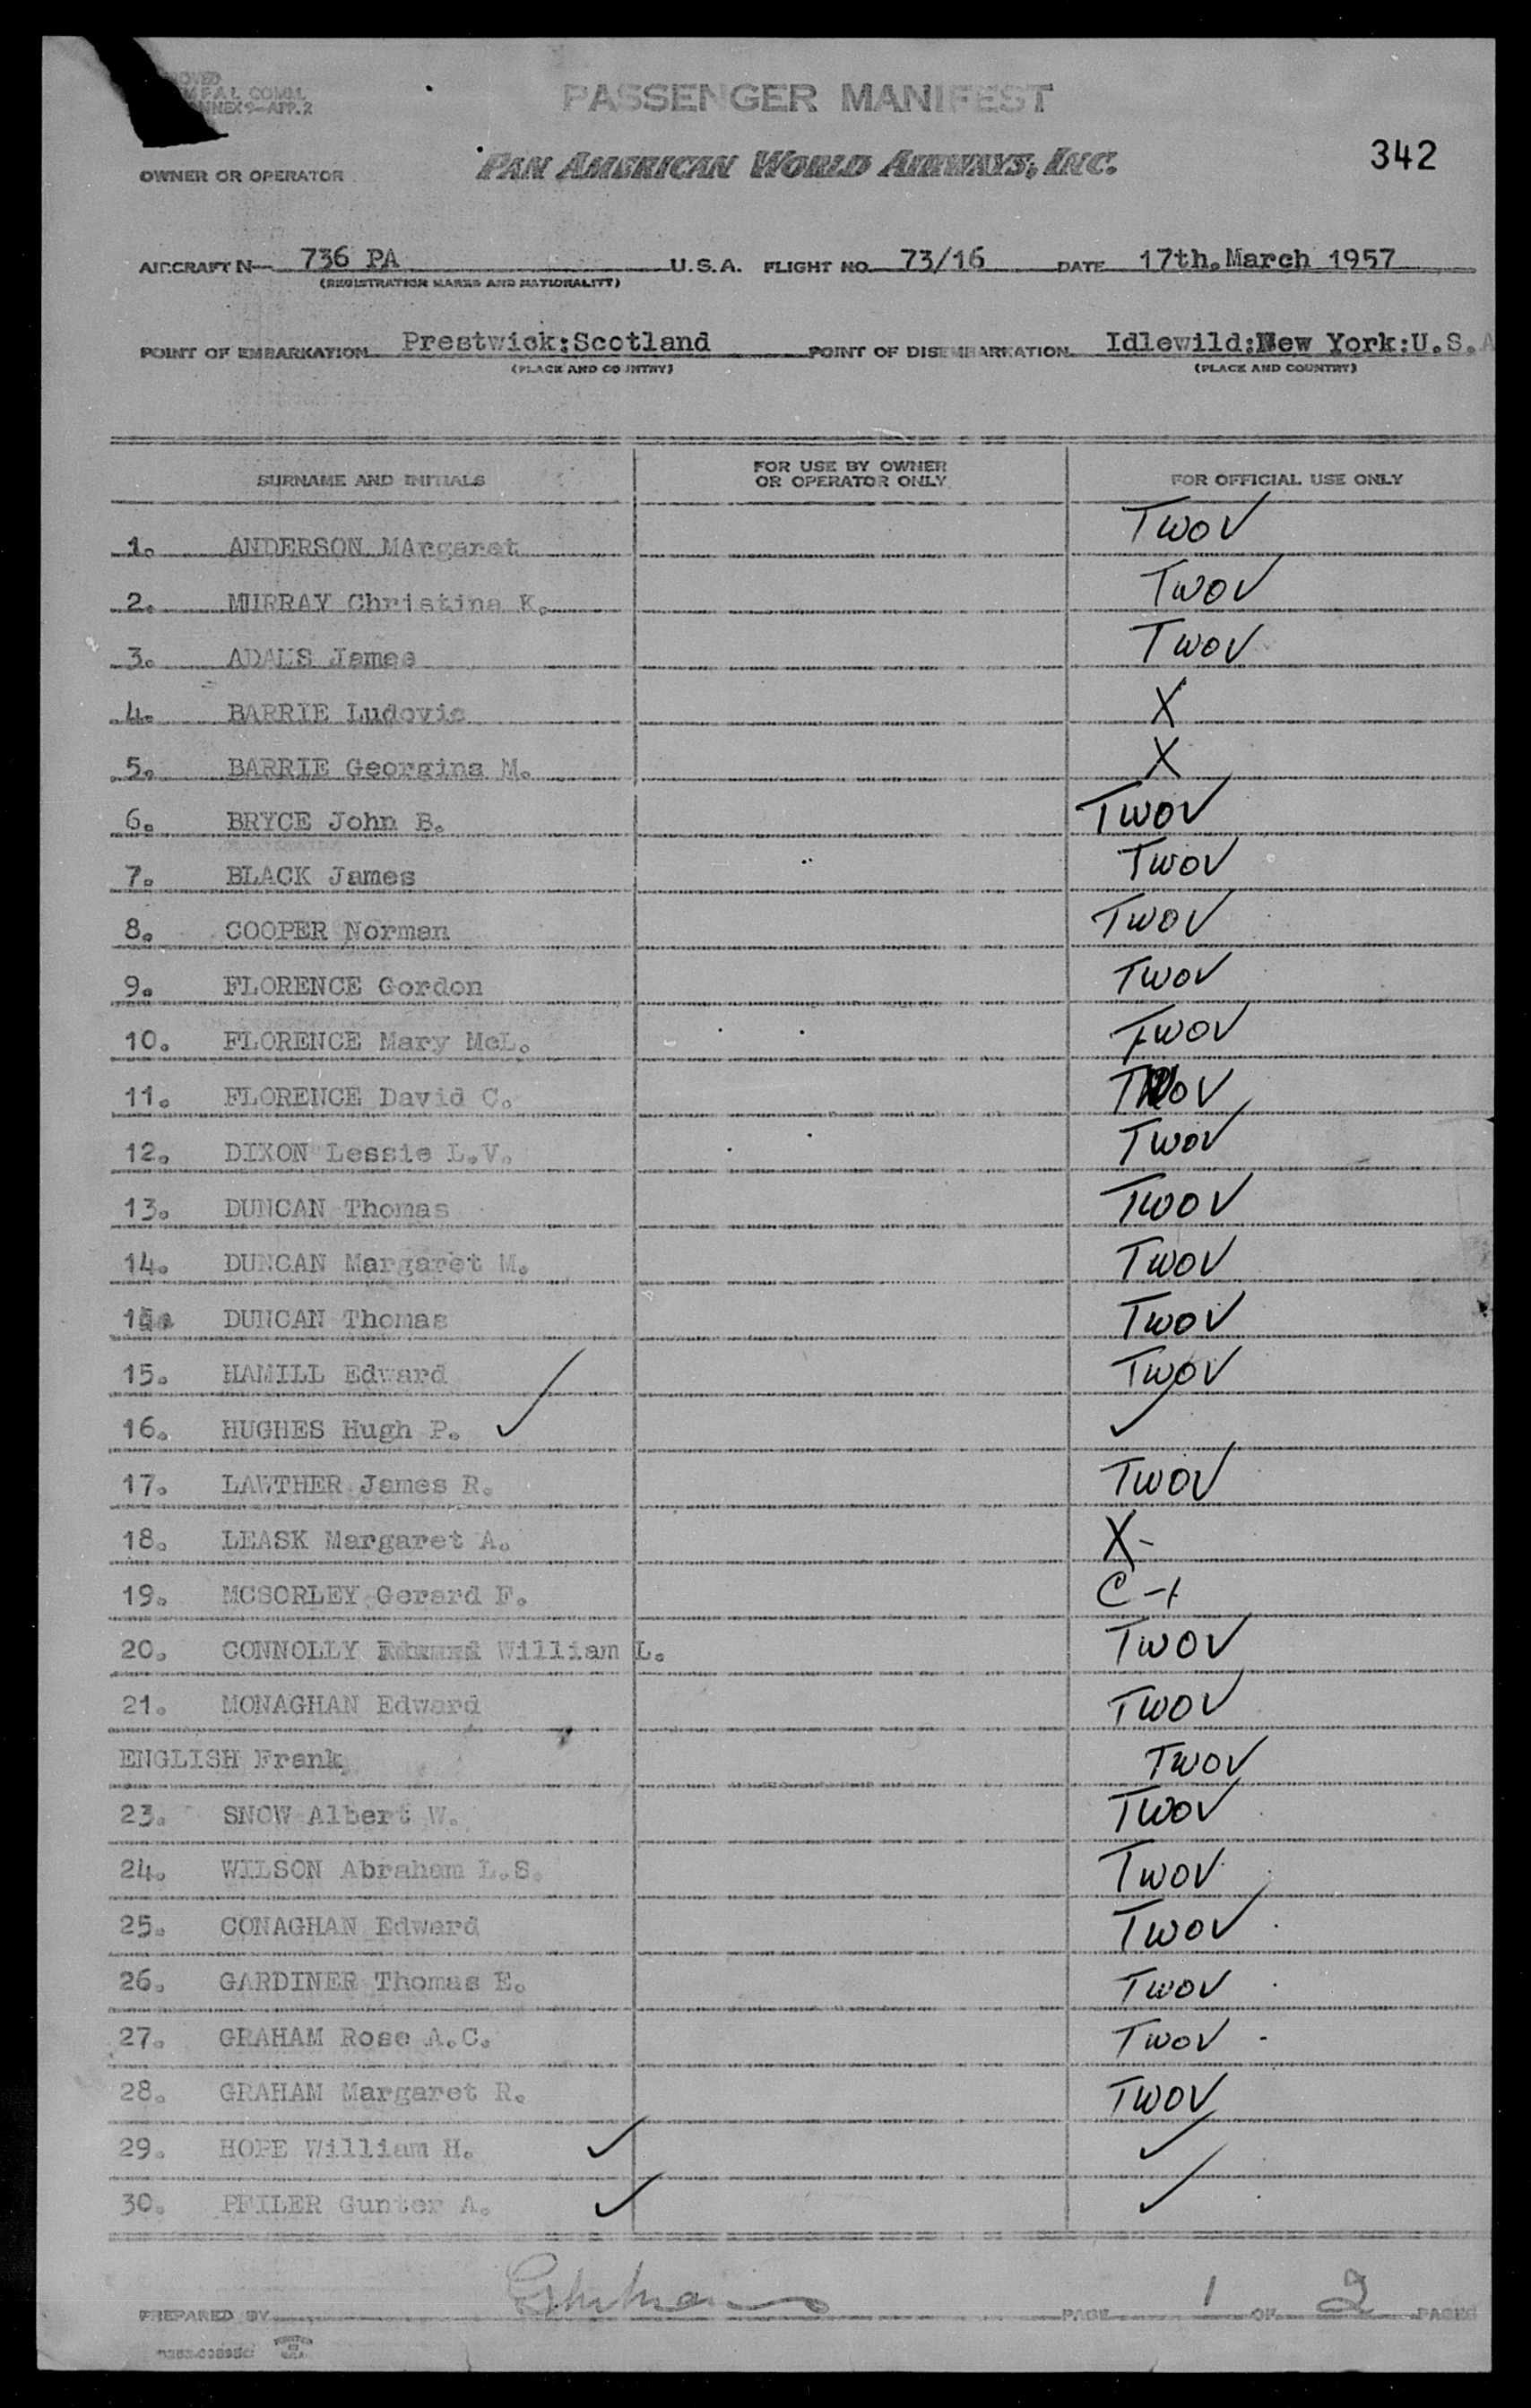 OVED
M F A L COMM.
NNEX 9-APP. 2
PASSENGER MANIFEST
342
OWNER OR OPERATOR PAN AMERICAN WORLD AIRWAYS, INC.
AIRCRAFT N- 736 PA U.S.A. FLIGHT NO. 73/16 DATE 17th.March 1957
(REGISTRATION MARKS AND NATIONALITY)
POINT OF EMBARKATION Prestwick:Scotland POINT OF DISEMBARKATION Idlewild:New York:U.S.A
(PLACE AND COUNTRY) (PLACE AND COUNTRY)
SURNAME AND INITIALS FOR USE BY OWNER OR OPERATOR ONLY FOR OFFICIAL USE ONLY
1. ANDERSON MArgaret TWOV
2. MURRAY Christina K. TWOV
3. ADAMS James TWOV
4. BARRIE Ludovic X
5. BARRIE Georgina M. X
6. BRYCE John B. TWOV
7. BLACK James TWOV
8. COOPER Norman TWOV
9. FLORENCE Gordon TWOV
10. FLORENCE Mary McL. TWOV
11. FLORENCE David C. TWOV
12. DIXON Lessie L.V. TWOV
13. DUNCAN Thomas TWOV
14. DUNCAN Margaret M. TWOV
DUNCAN Thomas TWOV
15. HAMILL Edward TWOV
16. HUGHES Hugh P. ✓ ✓
17. LAWTHER James R. TWOV
18. LEASK Margaret A. X-
19. MCSORLEY Gerard F. C-1
20. CONNOLLY William L. TWOV
21. MONAGHAN Edward TWOV
ENGLISH Frank TWOV
23. SNOW Albert W. TWOV
24. WILSON Abraham L.S. TWOV
25. CONAGHAN Edward TWOV
26. GARDINER Thomas E. TWOV
27. GRAHAM Rose A.C. TWOV
28. GRAHAM Margaret R. TWOV
29. HOPE William H. ✓ ✓
30. PFILER Gunter A. ✓ ✓
PREPARED BY PAGE 1 OF 2 PAGES